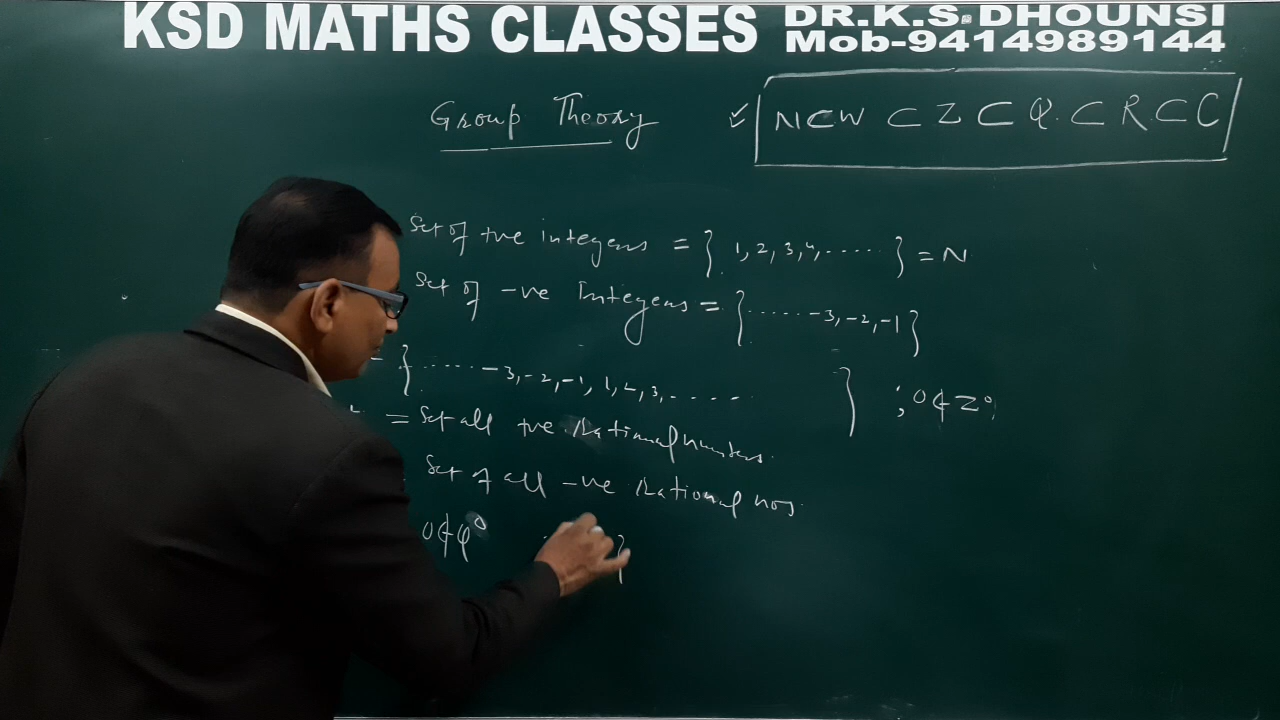 KSD MATHS CLASSES DR.K.S.DHOUNSI
Mob-9414989144
Group Theory
✓ N⊂W ⊂ Z ⊂ Q ⊂ R ⊂ C
Set of +ve integers = { 1, 2, 3, 4, ..... } = N
Set of -ve Integers = { ...... -3, -2, -1 }
- { ..... -3, -2, -1, 1, 2, 3, ..... } ; 0 ∉ Z⁰
= Set all +ve Rational numbers.
Set of all -ve Rational nos.
0 ∉ Q⁰ {